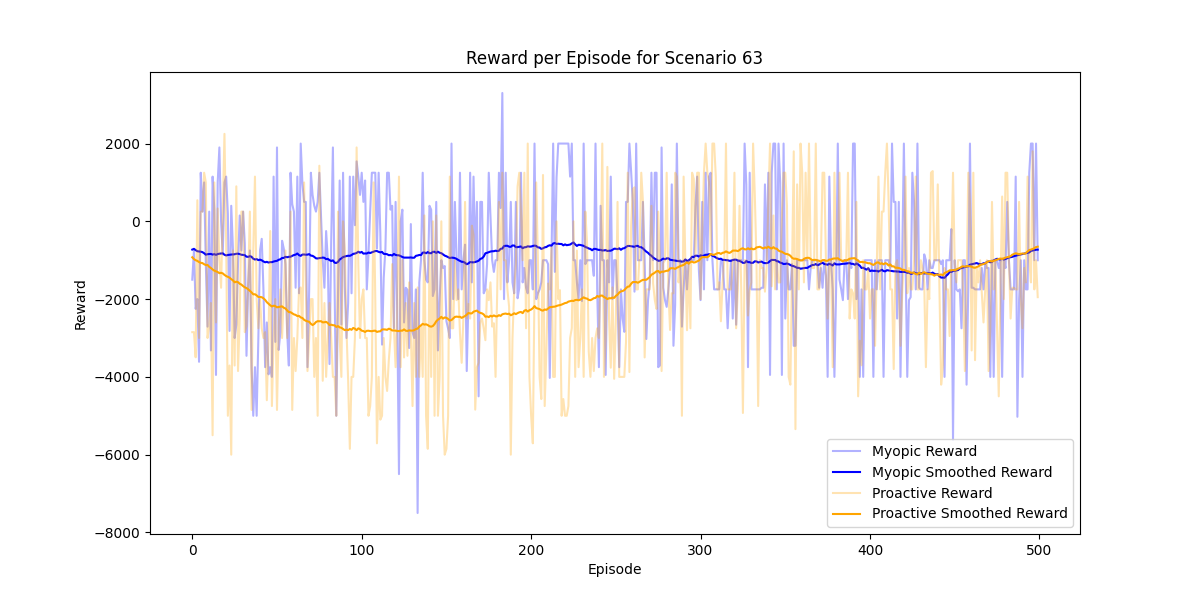 Reward per Episode for Scenario 63
Reward
2000
0
−2000
−4000
−6000
−8000
0 100 200 300 400 500
Episode
Myopic Reward
Myopic Smoothed Reward
Proactive Reward
Proactive Smoothed Reward